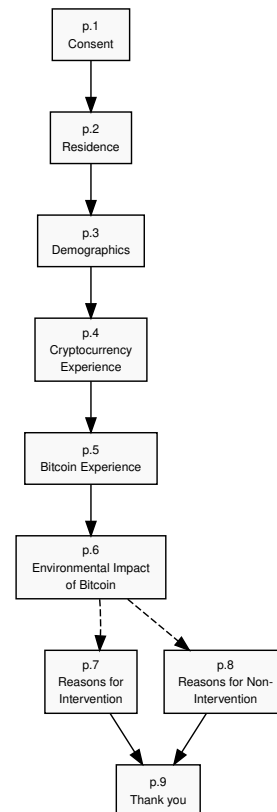 p.1
Consent
p.2
Residence
p.3
Demographics
p.4
Cryptocurrency
Experience
p.5
Bitcoin Experience
p.6
Environmental Impact
of Bitcoin
p.7
Reasons for
Intervention
p.8
Reasons for Non-
Intervention
p.9
Thank you